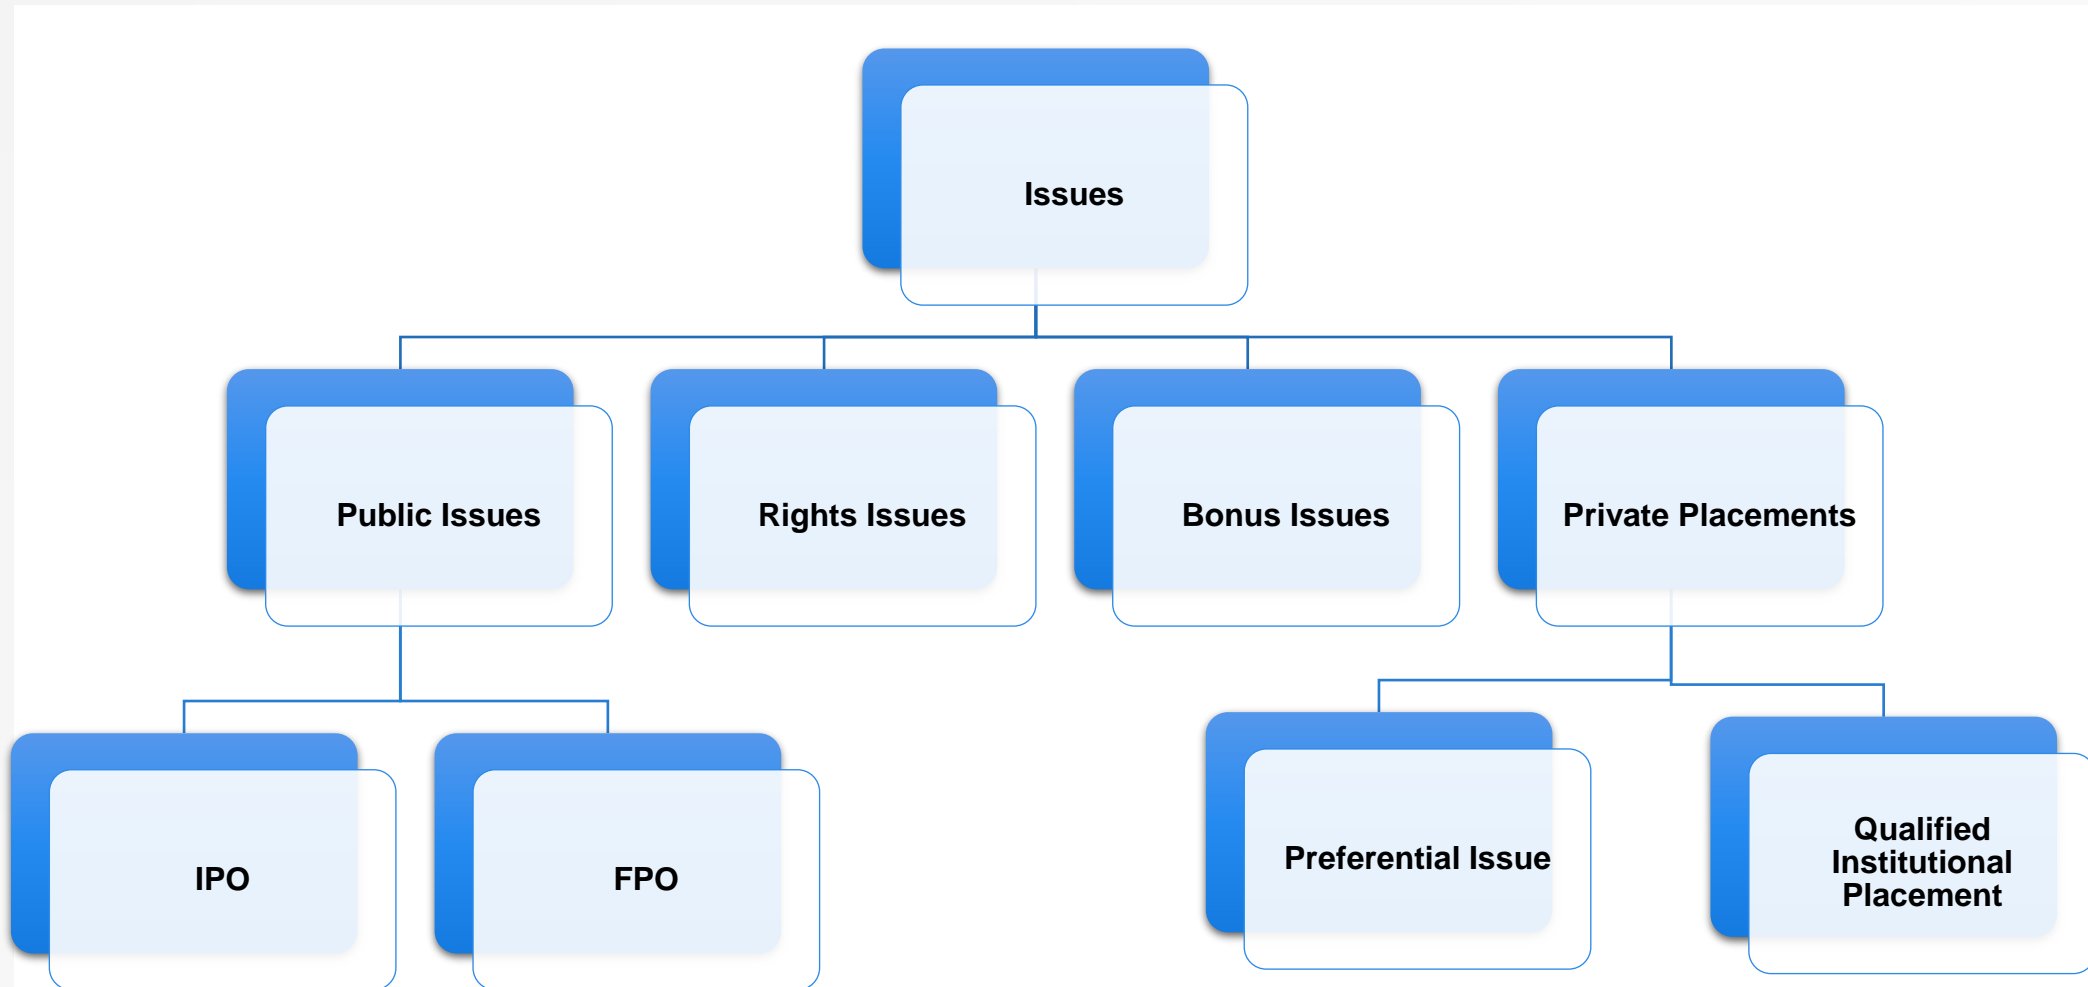 Issues
Public Issues
Rights Issues
Bonus Issues
Private Placements
IPO
FPO
Preferential Issue
Qualified
Institutional
Placement